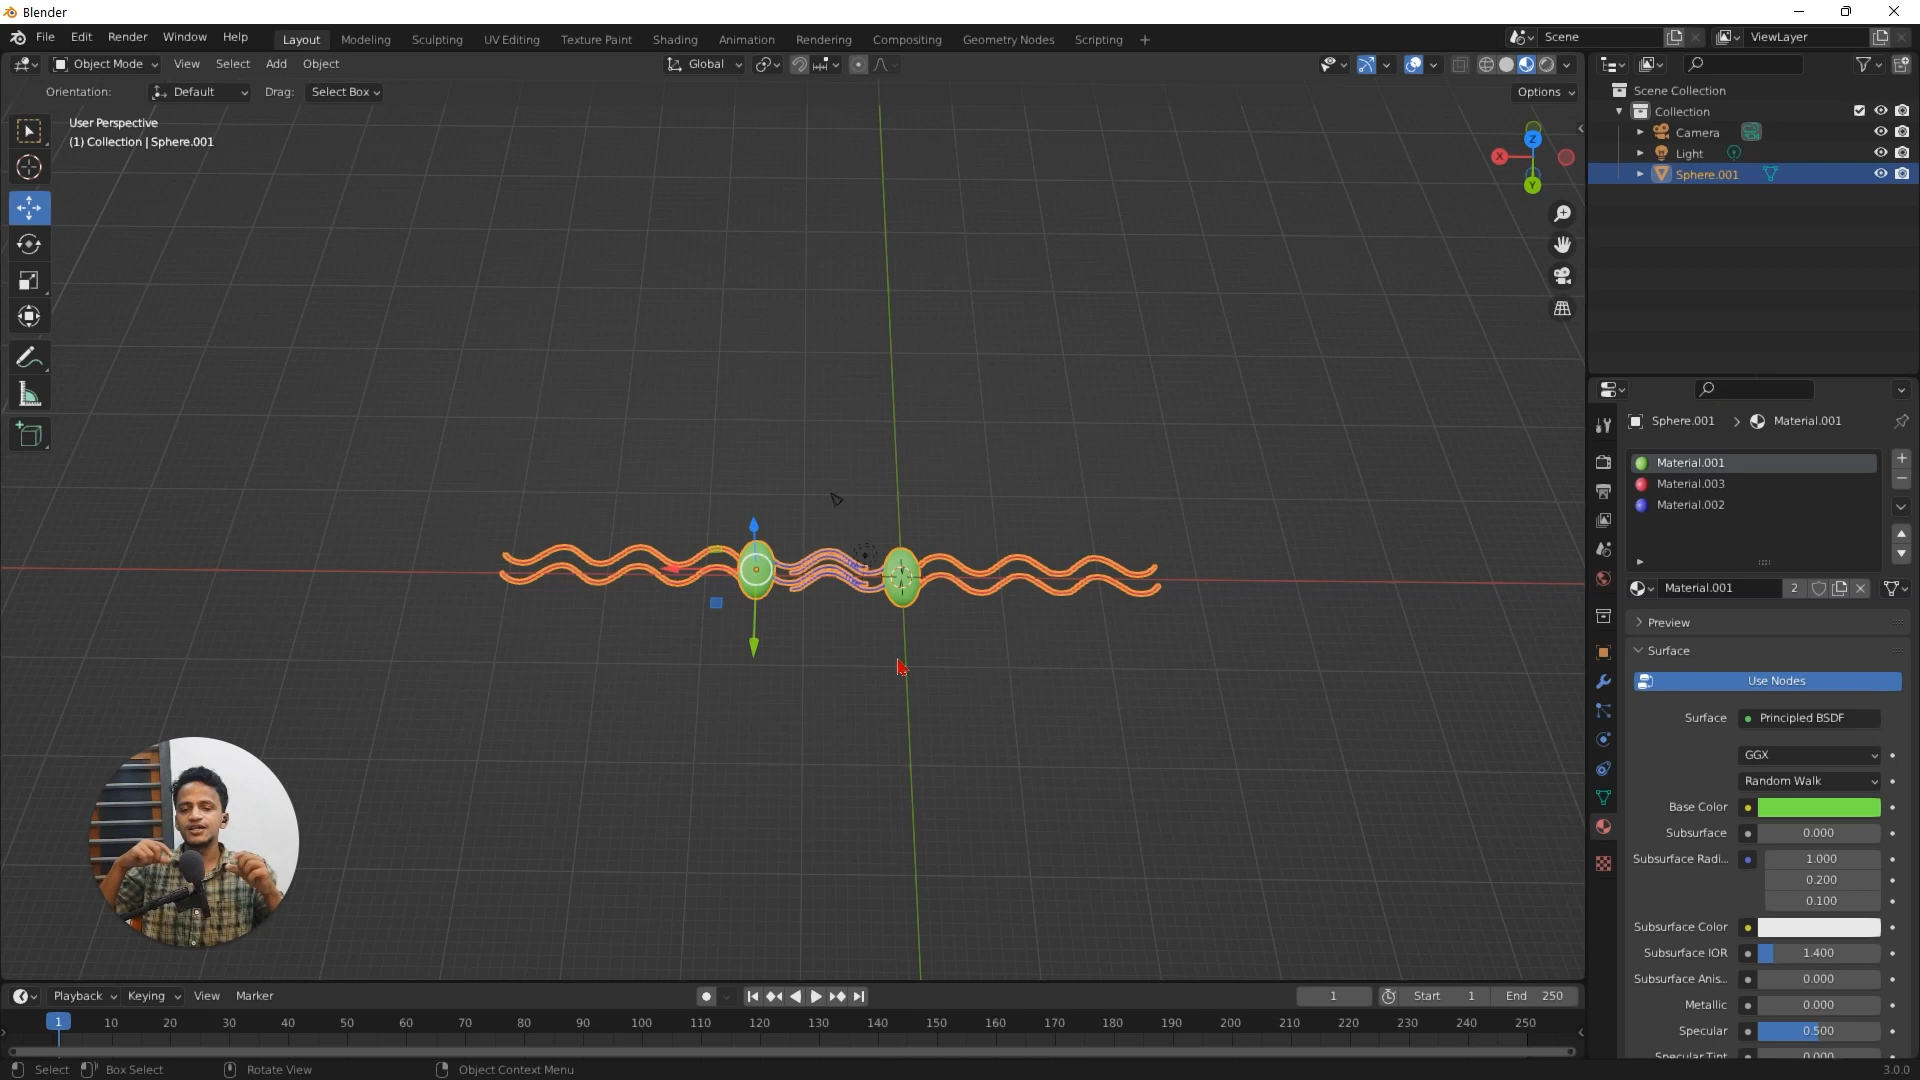 Blender
File Edit Render Window Help Layout Modeling Sculpting UV Editing Texture Paint Shading Animation Rendering Compositing Geometry Nodes Scripting + Scene ViewLayer
Object Mode View Select Add Object Global
Orientation: Default Drag: Select Box Options
User Perspective
(1) Collection | Sphere.001
X
Z
Y
Scene Collection
Collection
Camera
Light
Sphere.001
Sphere.001 > Material.001
Material.001
Material.003
Material.002
Material.001 2
Preview
Surface
Use Nodes
Surface Principled BSDF
GGX
Random Walk
Base Color
Subsurface 0.000
Subsurface Radi... 1.000
0.200
0.100
Subsurface Color
Subsurface IOR 1.400
Subsurface Anis... 0.000
Metallic 0.000
Specular 0.500
Specular Tint 0.000
Playback Keying View Marker 1 Start 1 End 250
1 10 20 30 40 50 60 70 80 90 100 110 120 130 140 150 160 170 180 190 200 210 220 230 240 250
Select Box Select Rotate View Object Context Menu 3.0.0